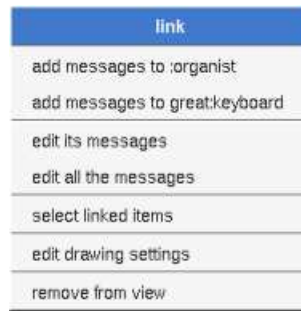 link
add messages to :organist
add messages to great:keyboard
edit its messages
edit all the messages
select linked items
edit drawing settings
remove from view